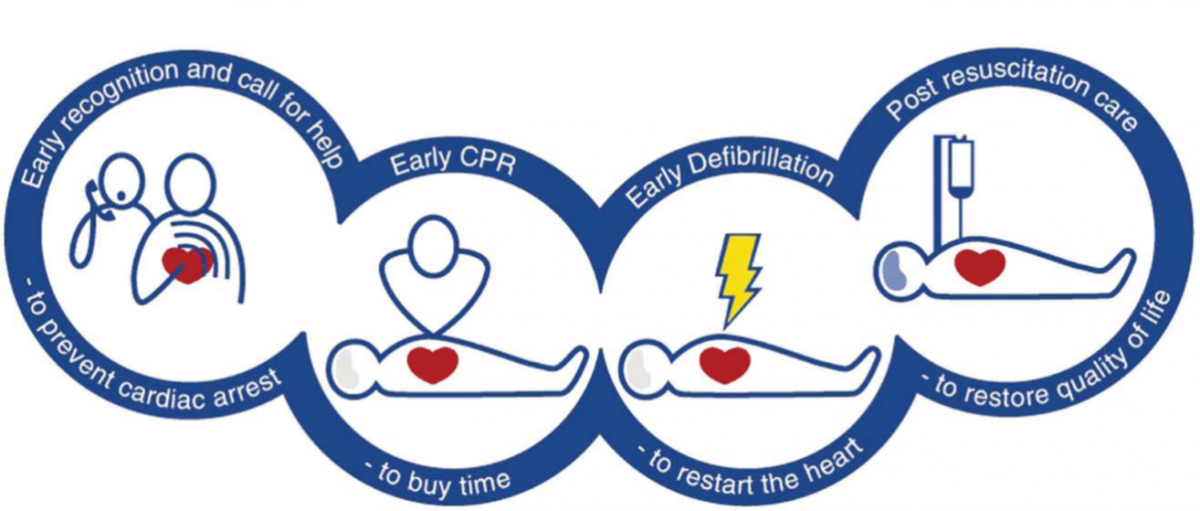 Early recognition and call for help
- to prevent cardiac arrest
Early CPR
- to buy time
Early Defibrillation
- to restart the heart
Post resuscitation care
- to restore quality of life